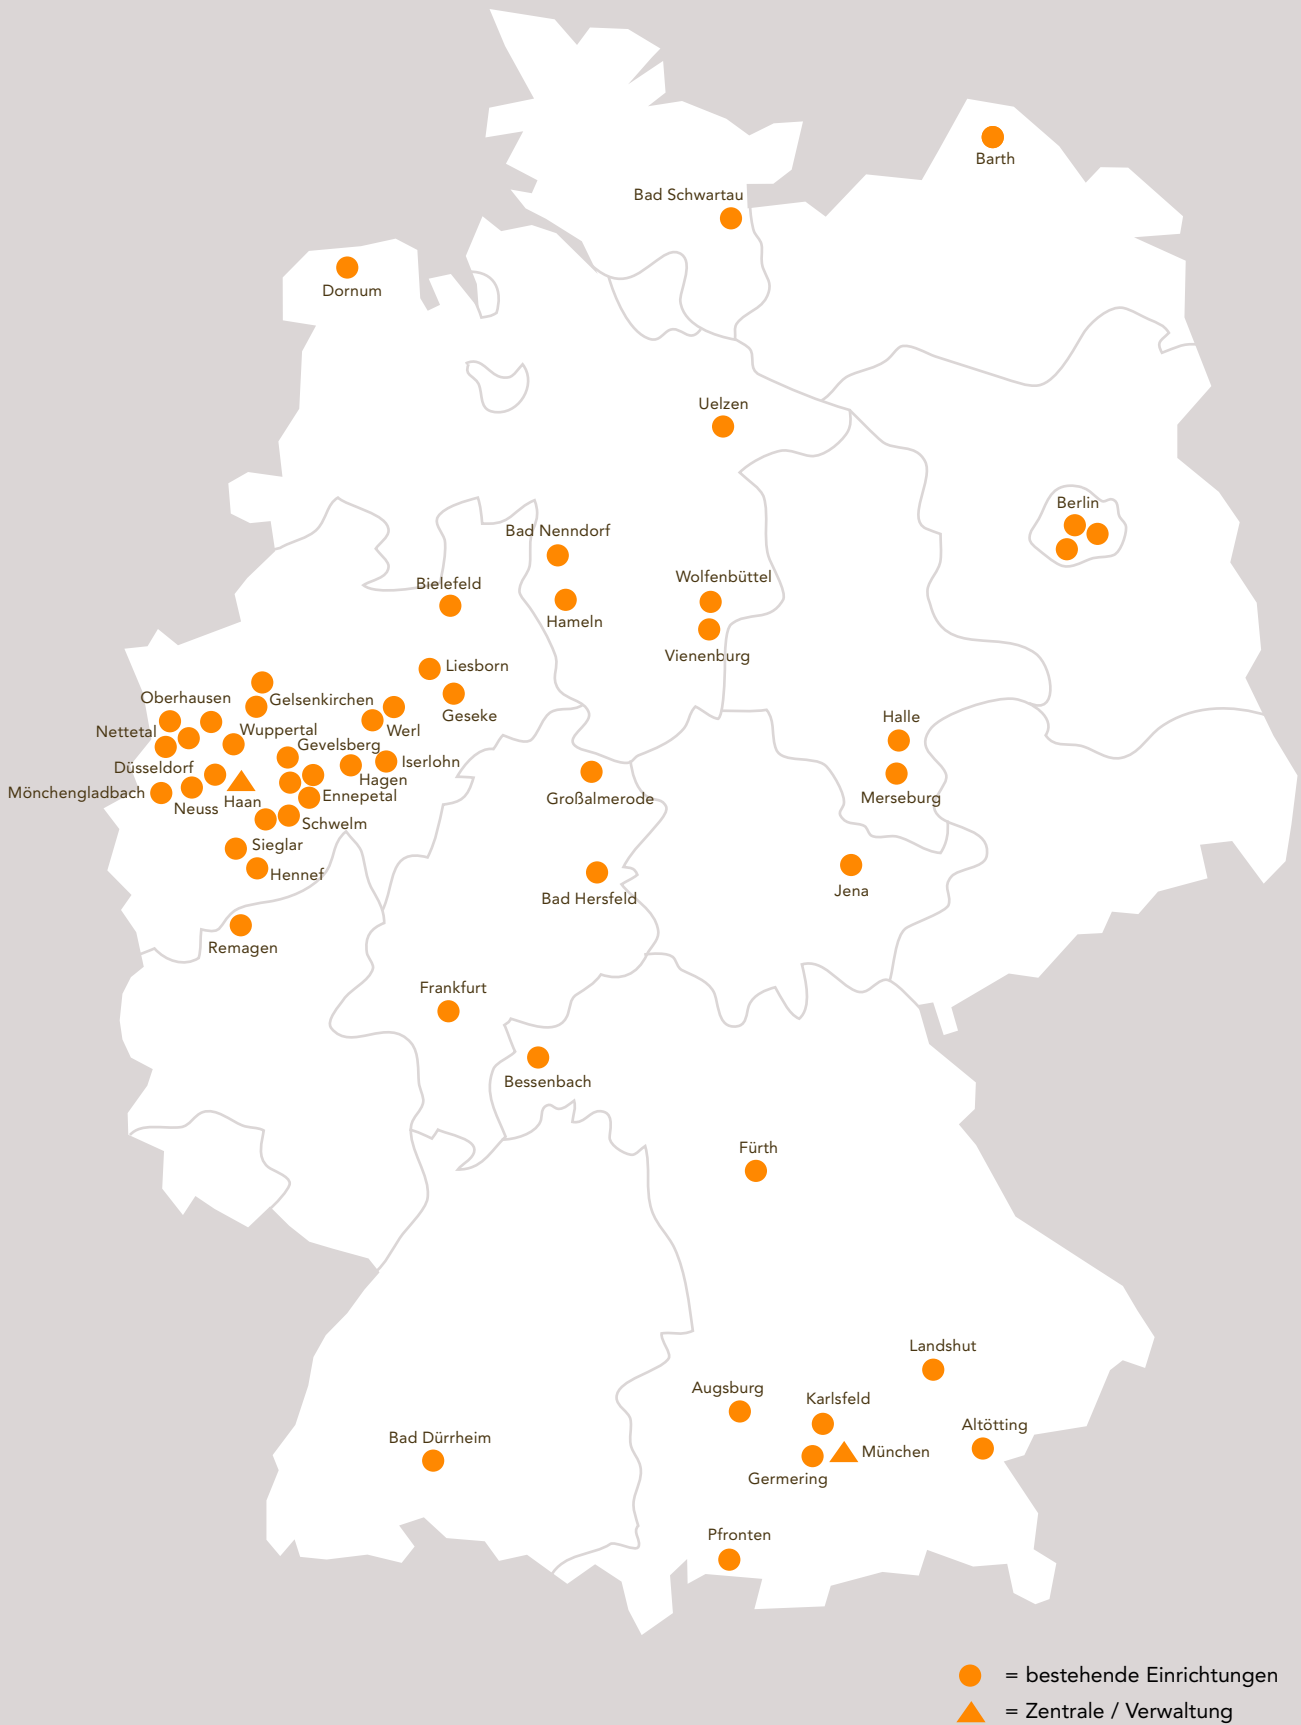 Barth
Bad Schwartau
Dornum
Uelzen
Berlin
Bad Nenndorf
Wolfenbüttel
Bielefeld
Hameln
Vienenburg
Liesborn
Oberhausen
Gelsenkirchen
Geseke
Halle
Nettetal
Wuppertal
Werl
Gevelsberg
Iserlohn
Düsseldorf
Hagen
Mönchengladbach
Ennepetal
Großalmerode
Merseburg
Haan
Neuss
Schwelm
Sieglar
Hennef
Jena
Bad Hersfeld
Remagen
Frankfurt
Bessenbach
Fürth
Landshut
Augsburg
Karlsfeld
Altötting
Bad Dürrheim
München
Germering
Pfronten
= bestehende Einrichtungen
= Zentrale / Verwaltung